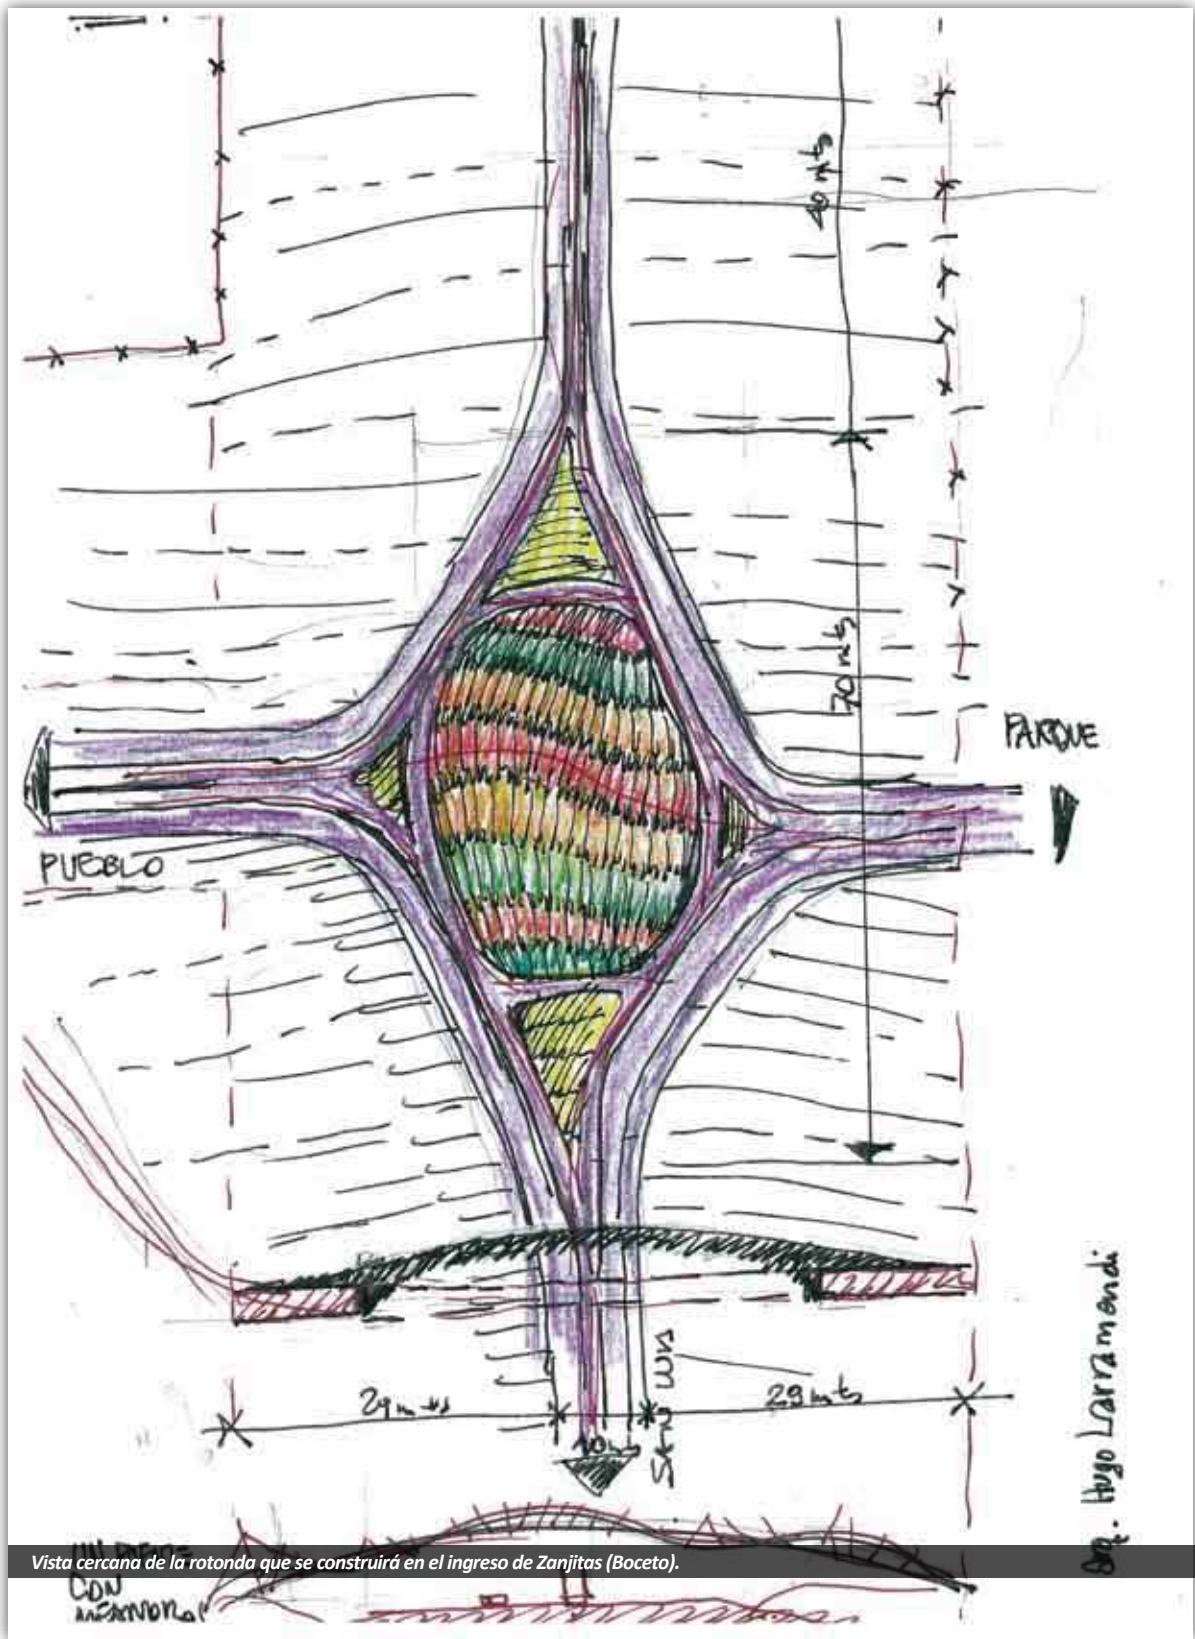 40 mts
70 mts
PARQUE
PUEBLO
SAN LUIS
29 mts
29 mts
10 mts
Arq. Hugo Larramendi
Vista cercana de la rotonda que se construirá en el ingreso de Zanjitas (Boceto).
CON